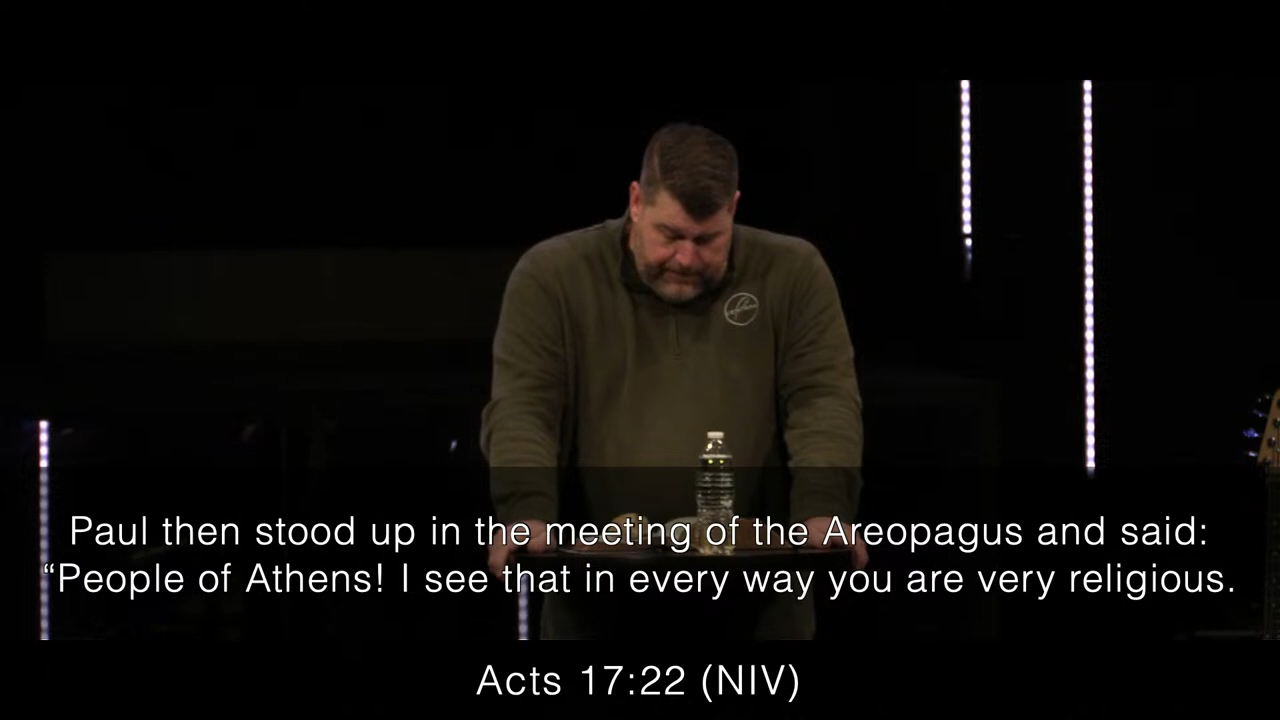 Paul then stood up in the meeting of the Areopagus and said:
“People of Athens! I see that in every way you are very religious.
Acts 17:22 (NIV)